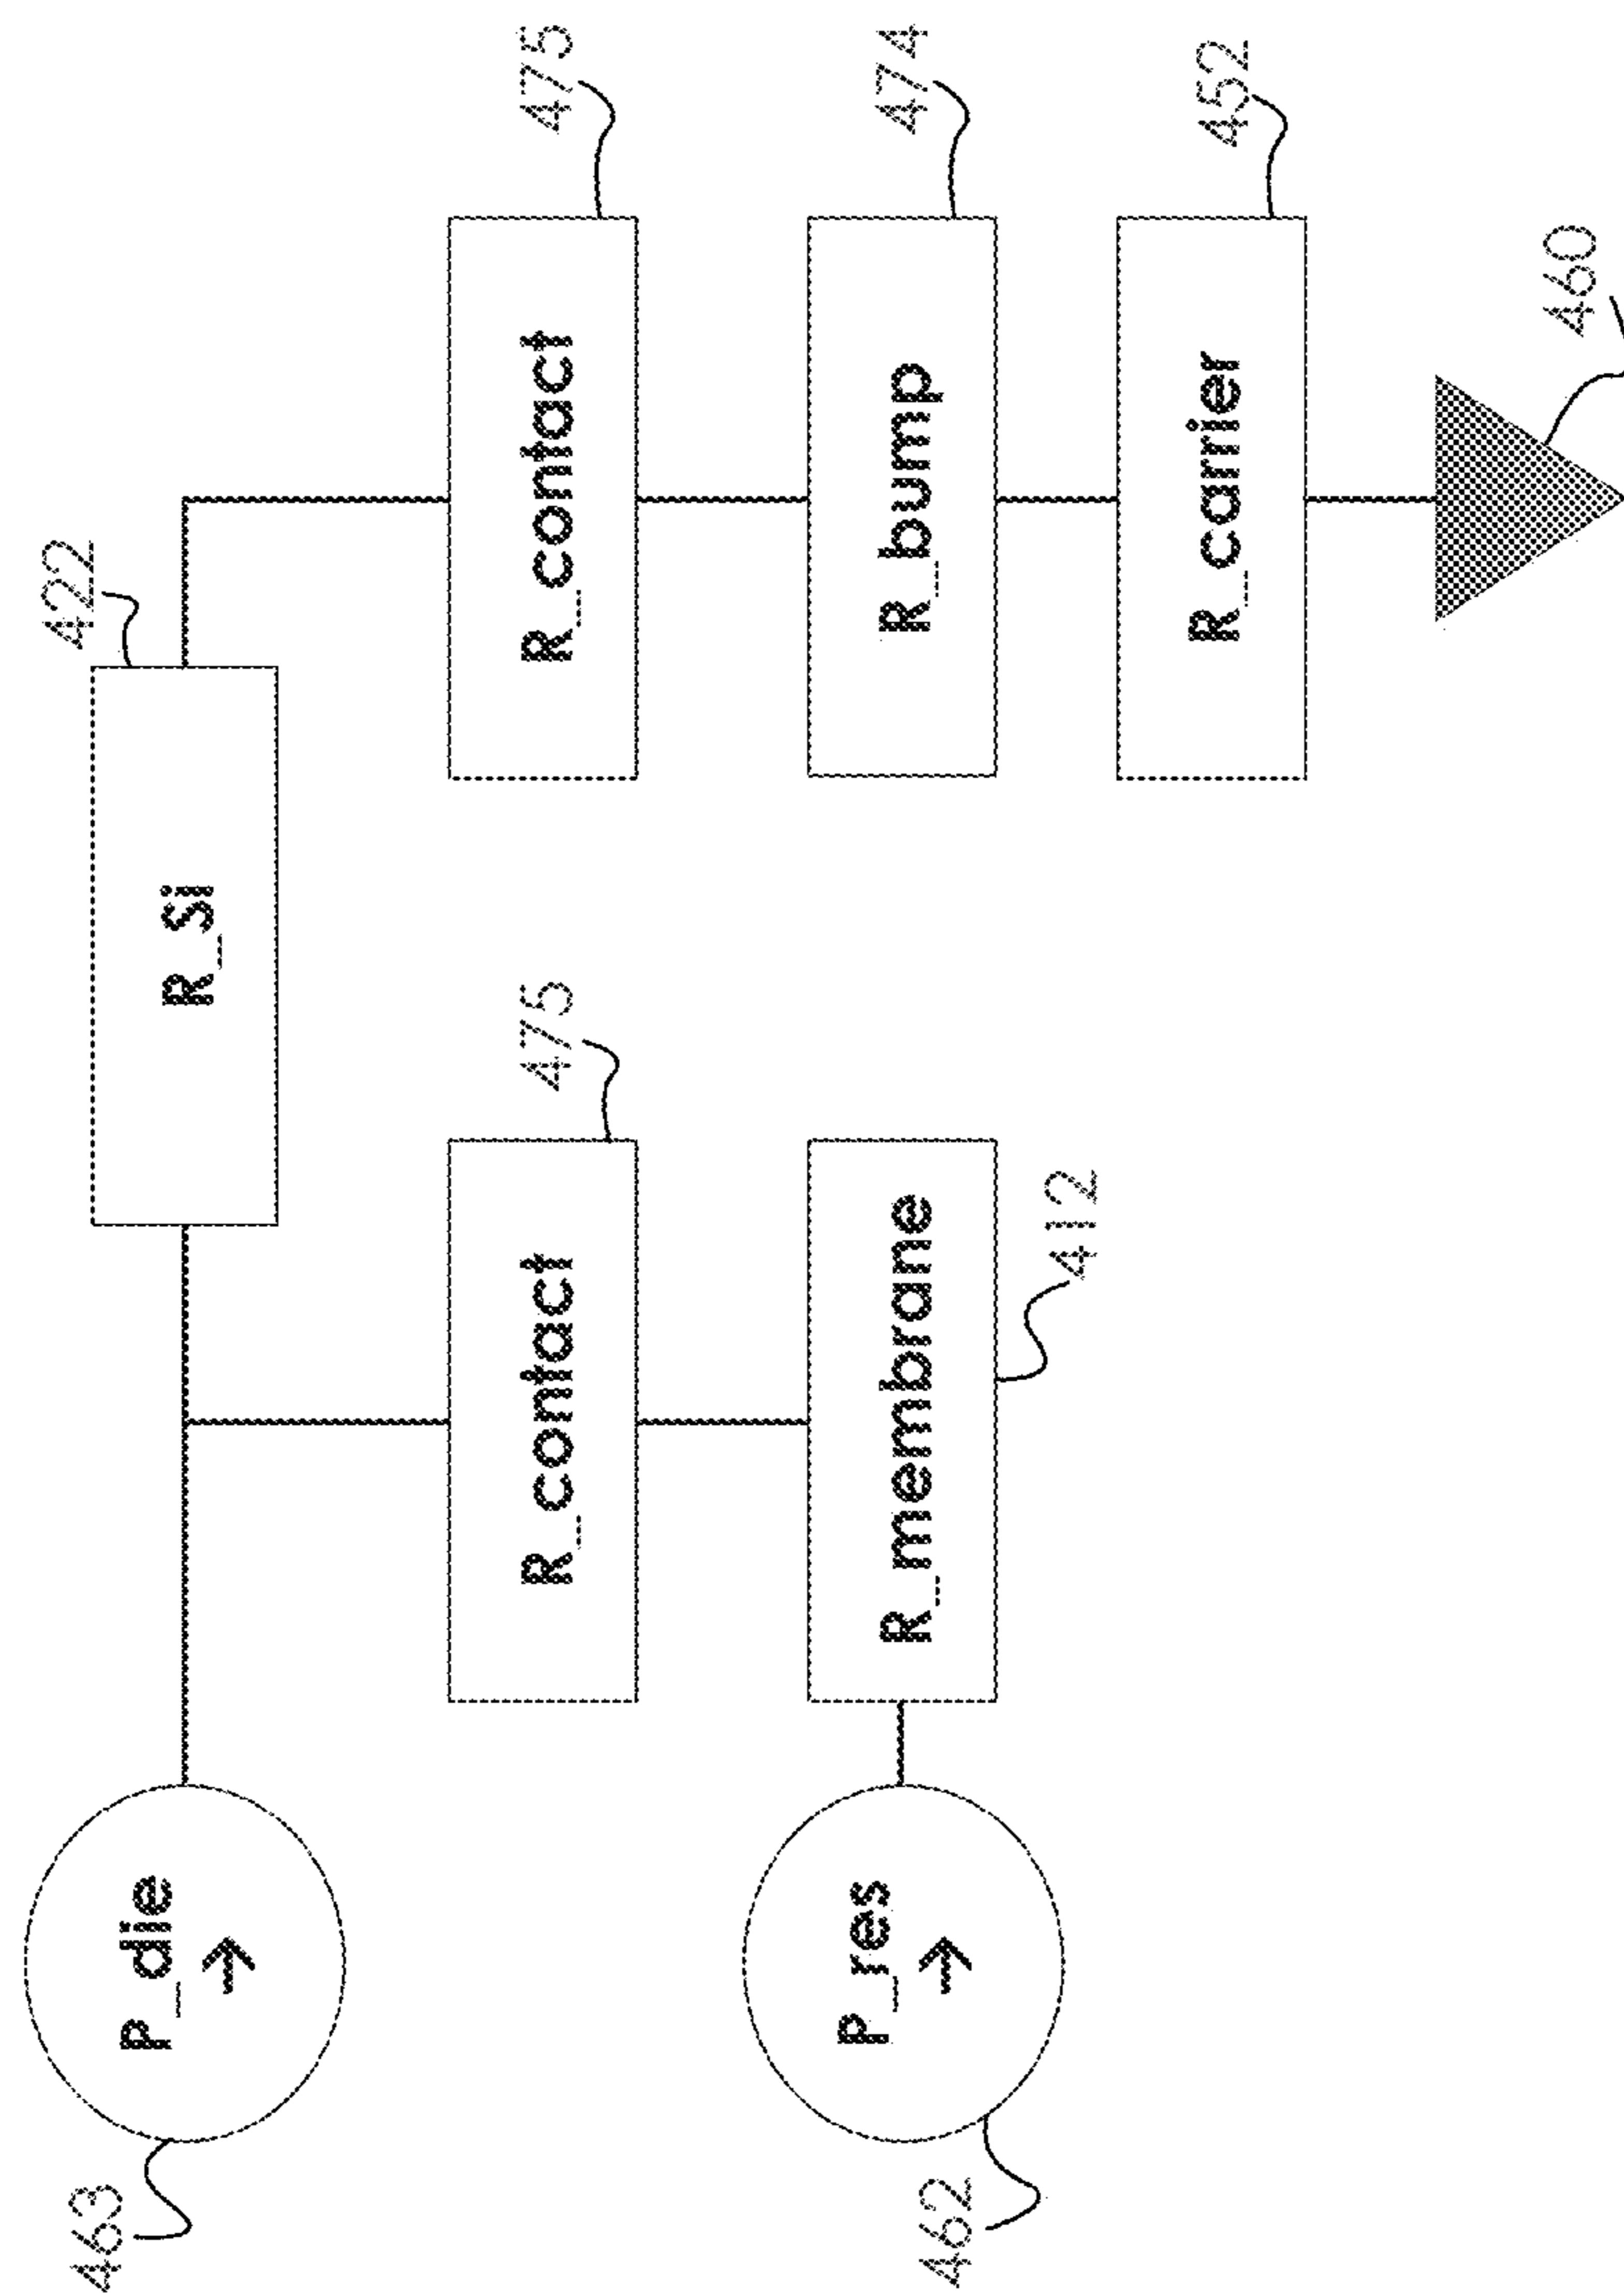 463
P_die
R_Si
422
R_contact
475
R_contact
475
462
P_res
R_membrane
412
R_bump
474
R_carrier
452
460